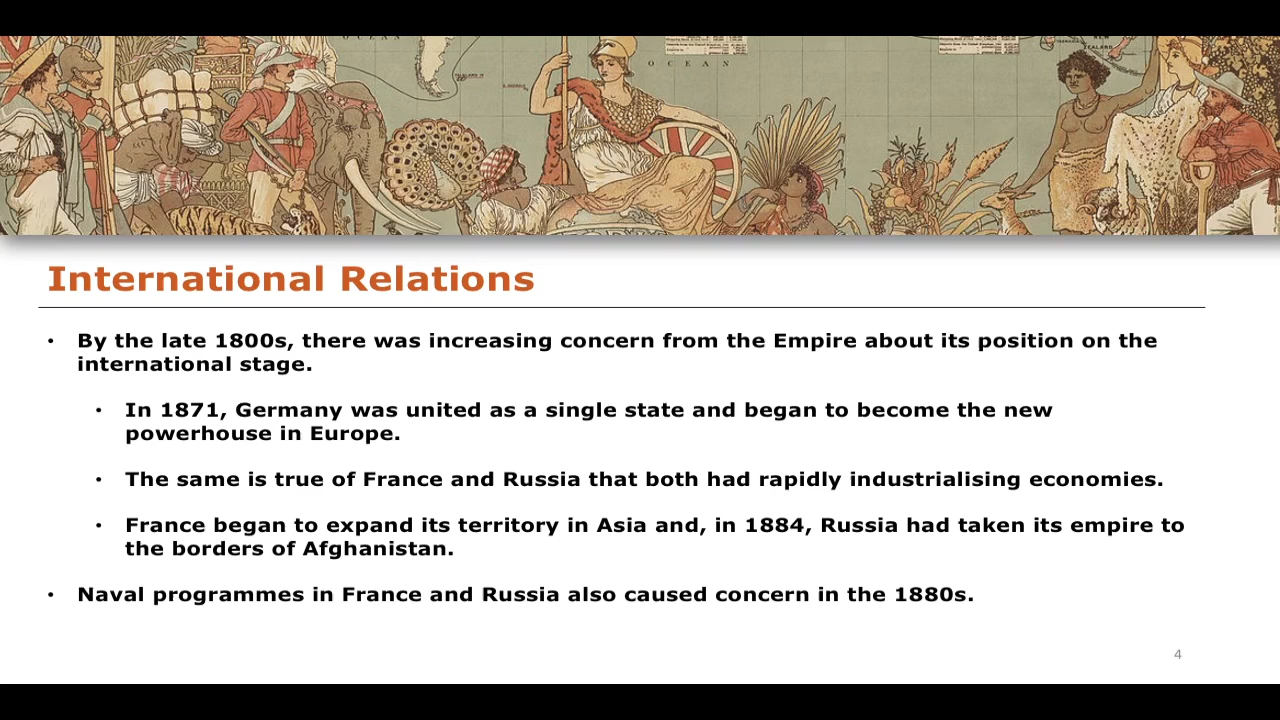 OCEAN
OCEAN
ZEALAND
International Relations
• By the late 1800s, there was increasing concern from the Empire about its position on the
international stage.
• In 1871, Germany was united as a single state and began to become the new
powerhouse in Europe.
• The same is true of France and Russia that both had rapidly industrialising economies.
• France began to expand its territory in Asia and, in 1884, Russia had taken its empire to
the borders of Afghanistan.
• Naval programmes in France and Russia also caused concern in the 1880s.
4